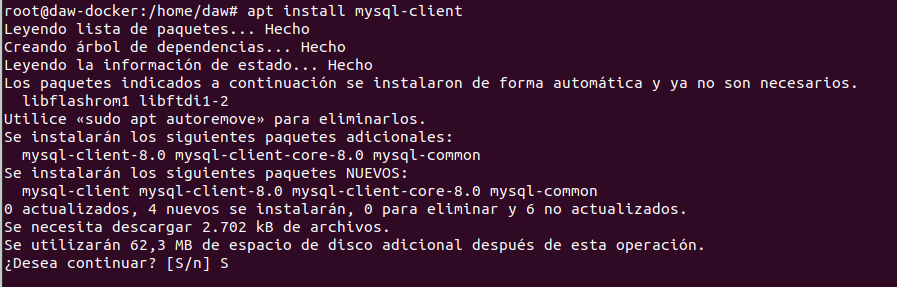 root@daw-docker:/home/daw# apt install mysql-client
Leyendo lista de paquetes... Hecho
Creando árbol de dependencias... Hecho
Leyendo la información de estado... Hecho
Los paquetes indicados a continuación se instalaron de forma automática y ya no son necesarios.
  libflashrom1 libftdi1-2
Utilice «sudo apt autoremove» para eliminarlos.
Se instalarán los siguientes paquetes adicionales:
  mysql-client-8.0 mysql-client-core-8.0 mysql-common
Se instalarán los siguientes paquetes NUEVOS:
  mysql-client mysql-client-8.0 mysql-client-core-8.0 mysql-common
0 actualizados, 4 nuevos se instalarán, 0 para eliminar y 6 no actualizados.
Se necesita descargar 2.702 kB de archivos.
Se utilizarán 62,3 MB de espacio de disco adicional después de esta operación.
¿Desea continuar? [S/n] S